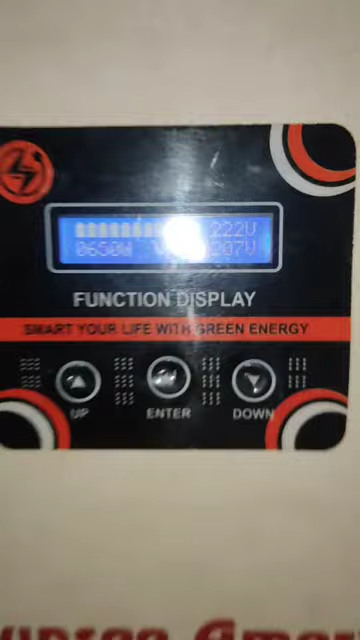 222V
0650W 207V
FUNCTION DISPLAY
SMART YOUR LIFE WITH GREEN ENERGY
UP ENTER DOWN